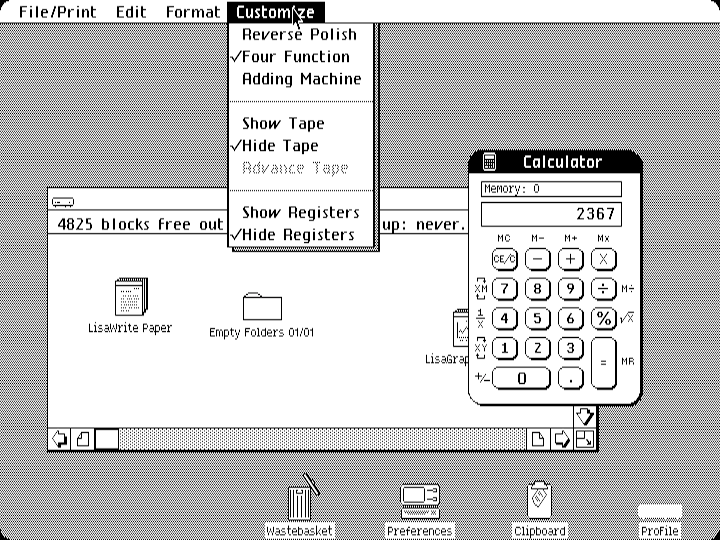 File/Print Edit Format Customize
Reverse Polish
✓Four Function
Adding Machine
Show Tape
✓Hide Tape
Advance Tape
Show Registers
✓Hide Registers
4825 blocks free out
up: never.
LisaWrite Paper
Empty Folders 01/01
LisaGrap
Calculator
Memory: 0
2367
MC M- M+ Mx
CE/C - + X
XM 7 8 9 ÷ M÷
1/X 4 5 6 % √X
XY 1 2 3 = MR
+/- 0 .
Wastebasket Preferences Clipboard Profile